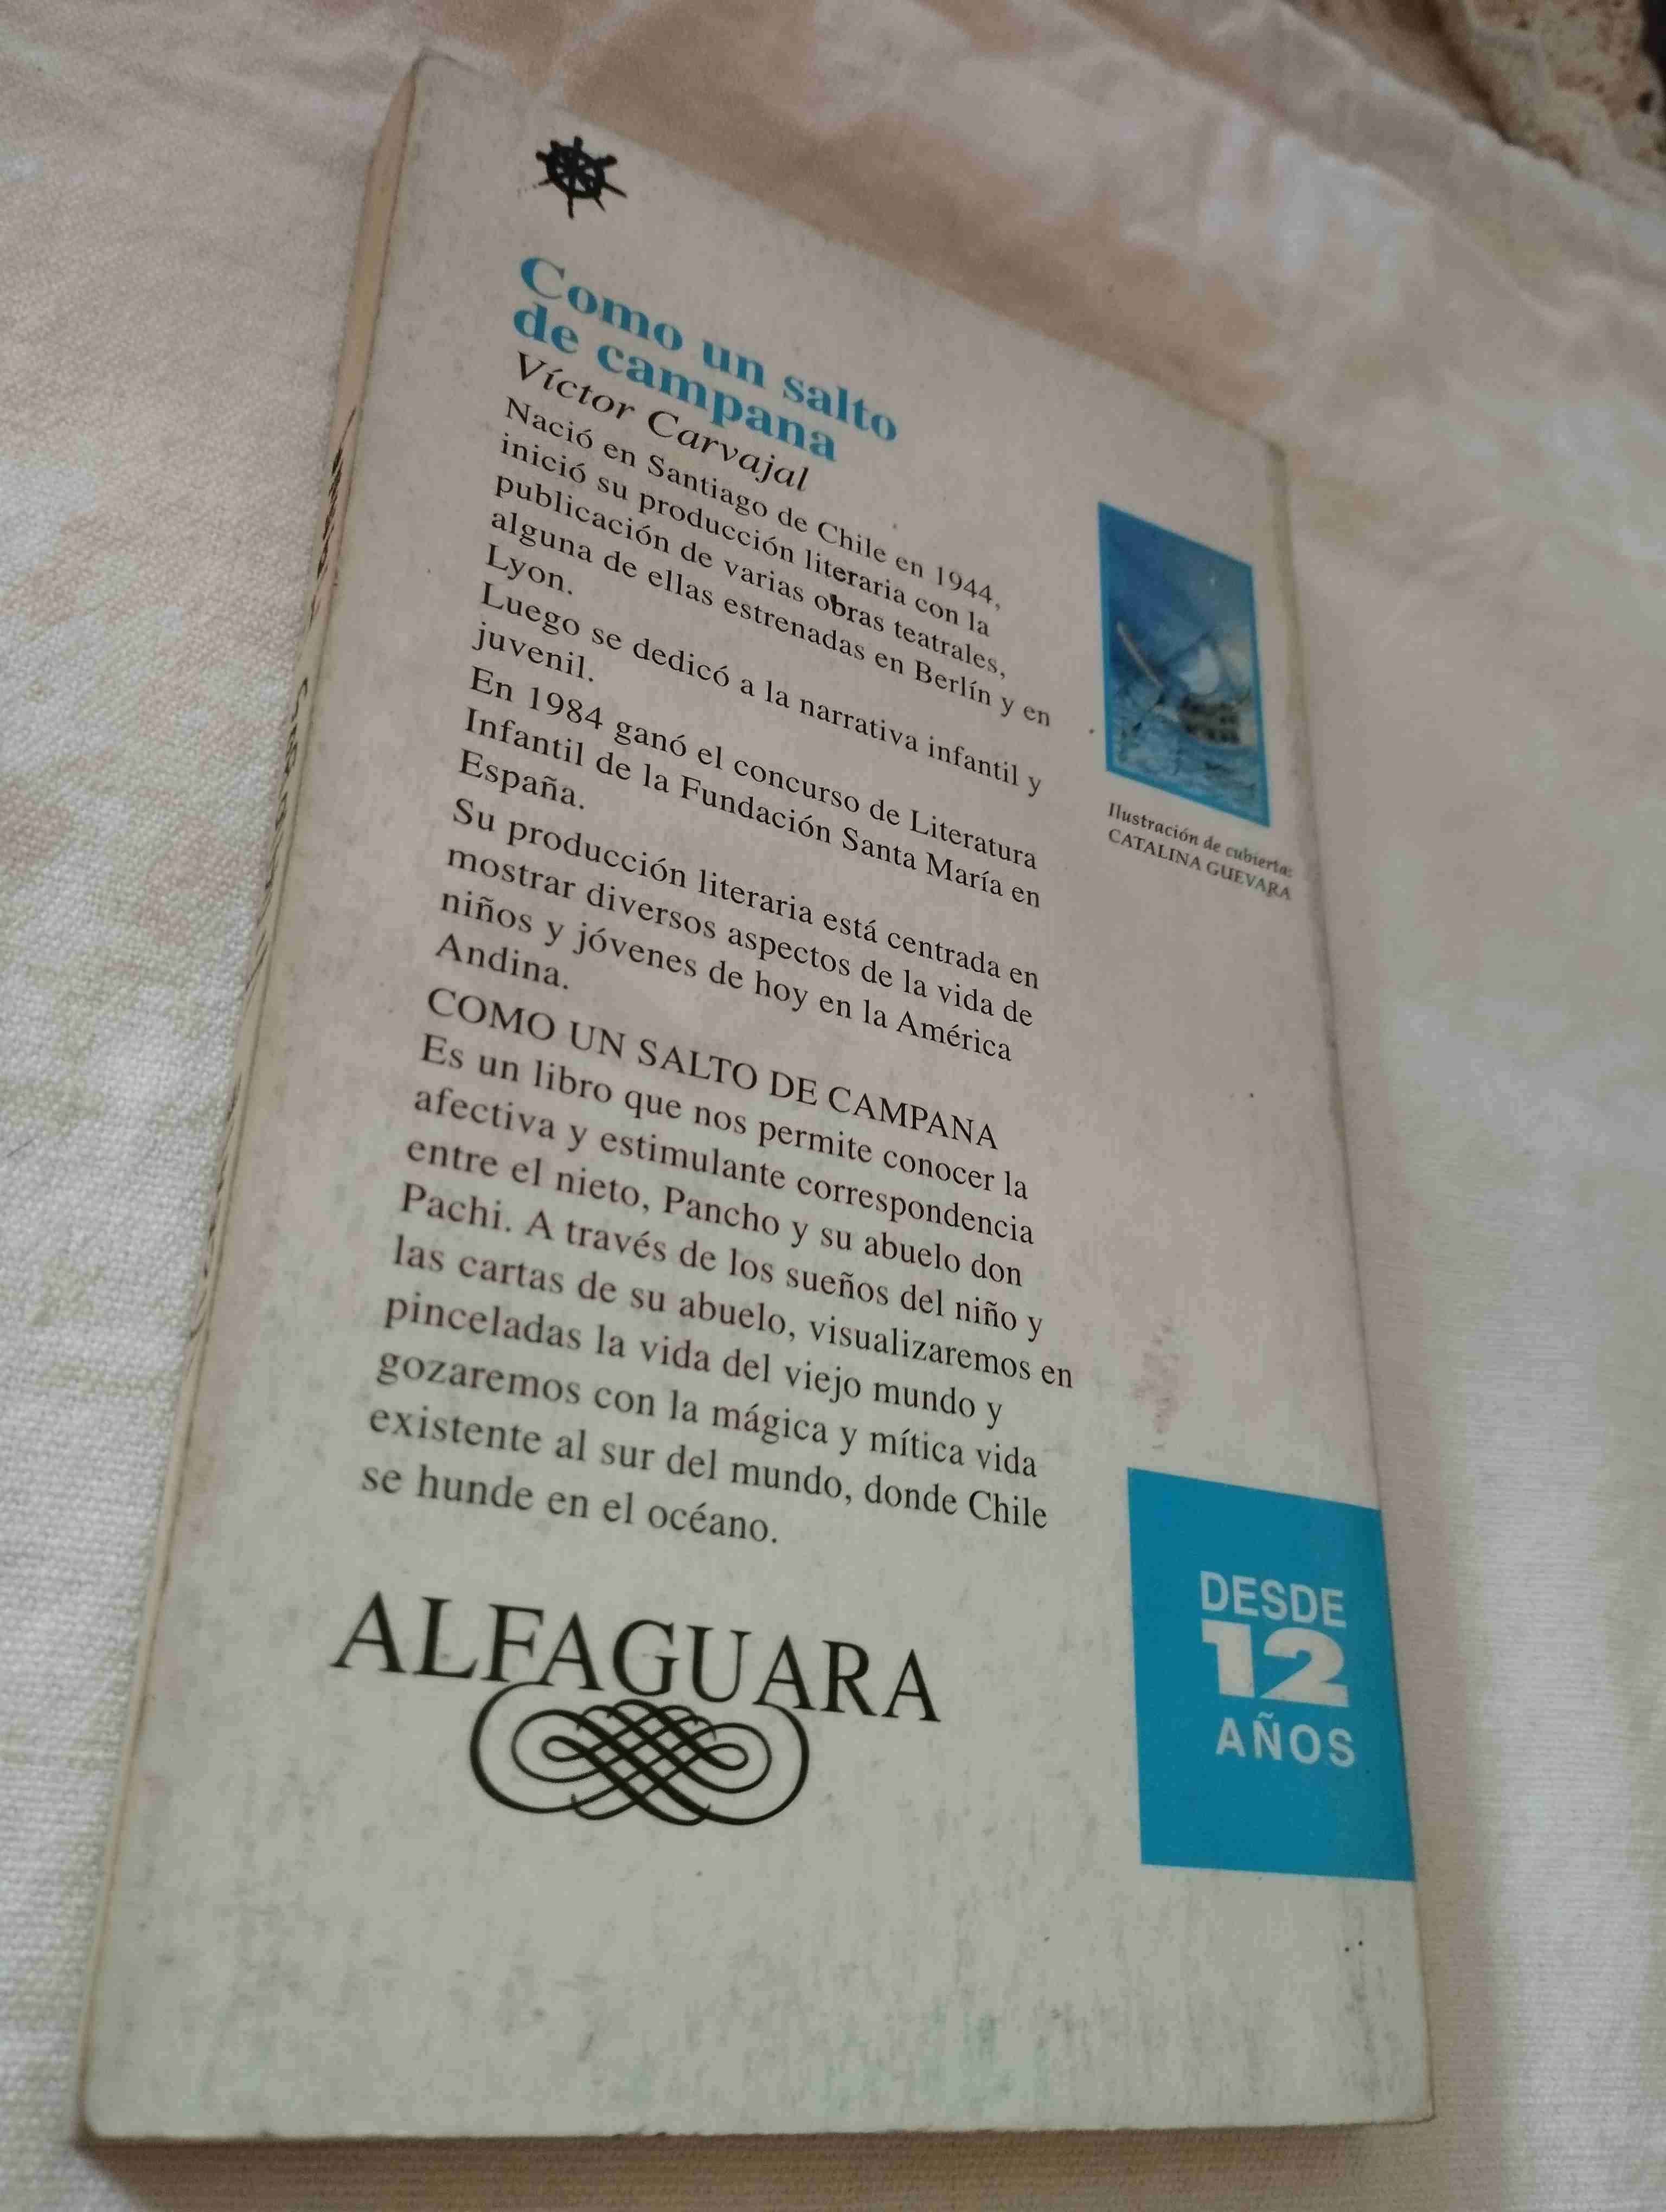 Como un salto
de campana
Víctor Carvajal
Nació en Santiago de Chile en 1944,
inició su producción literaria con la
publicación de varias obras teatrales,
alguna de ellas estrenadas en Berlín y en
Lyon.
Luego se dedicó a la narrativa infantil y
juvenil.
En 1984 ganó el concurso de Literatura
Infantil de la Fundación Santa María en
España.
Su producción literaria está centrada en
mostrar diversos aspectos de la vida de
niños y jóvenes de hoy en la América
Andina.
COMO UN SALTO DE CAMPANA
Es un libro que nos permite conocer la
afectiva y estimulante correspondencia
entre el nieto, Pancho y su abuelo don
Pachi. A través de los sueños del niño y
las cartas de su abuelo, visualizaremos en
pinceladas la vida del viejo mundo y
gozaremos con la mágica y mítica vida
existente al sur del mundo, donde Chile
se hunde en el océano.
ALFAGUARA
Ilustración de cubierta:
CATALINA GUEVARA
DESDE
12
AÑOS